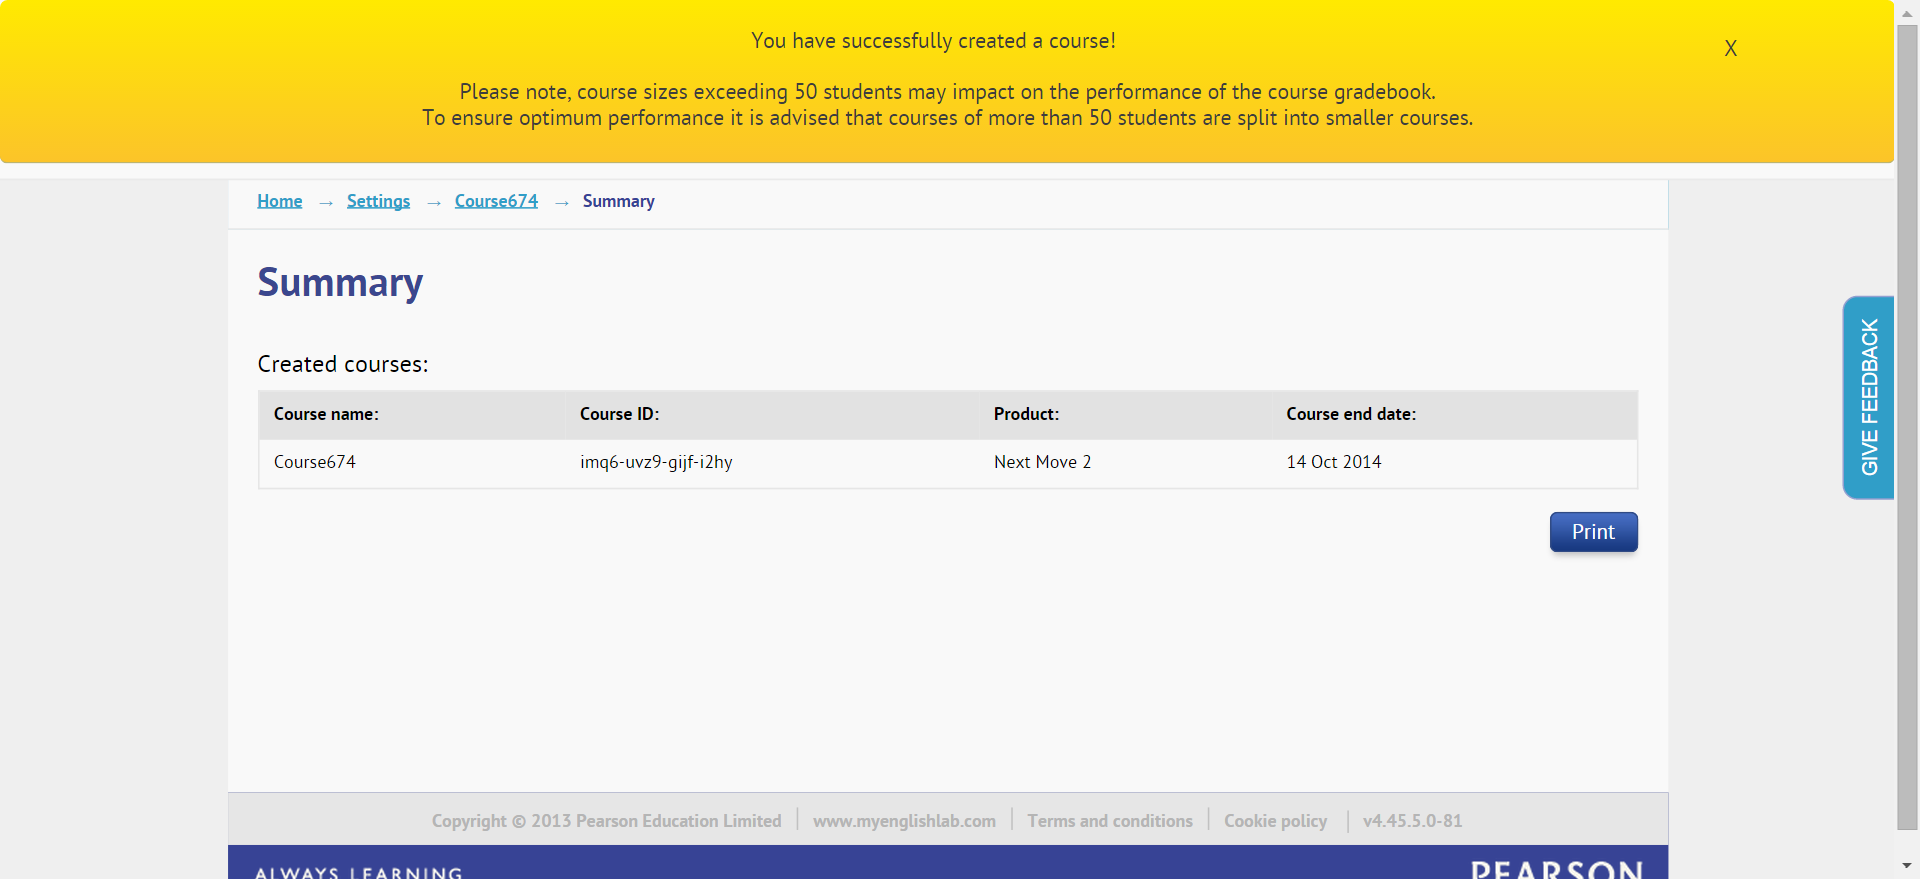 You have successfully created a course!
X
Please note, course sizes exceeding 50 students may impact on the performance of the course gradebook.
To ensure optimum performance it is advised that courses of more than 50 students are split into smaller courses.
Home → Settings → Course674 → Summary
Summary
GIVE FEEDBACK
Created courses:
Course name: Course ID: Product: Course end date:
Course674 imq6-uvz9-gijf-i2hy Next Move 2 14 Oct 2014
Print
Copyright © 2013 Pearson Education Limited | www.myenglishlab.com | Terms and conditions | Cookie policy | v4.45.5.0-81
ALWAYS LEARNING PEARSON